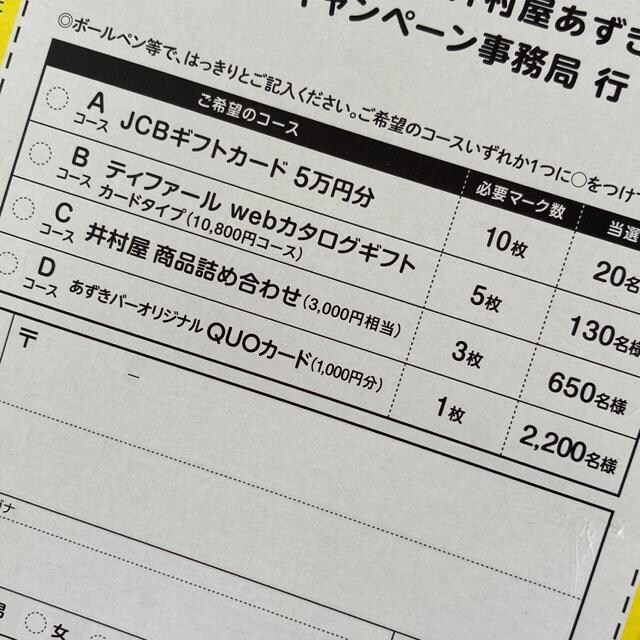 井村屋あずき
キャンペーン事務局 行
◎ボールペン等で、はっきりとご記入ください。ご希望のコースいずれか1つに○をつけ
ご希望のコース 必要マーク数 当選
A コース JCBギフトカード 5万円分 10枚 20名
B コース ティファール webカタログギフト カードタイプ(10,800円コース) 5枚 130名様
C コース 井村屋 商品詰め合わせ(3,000円相当) 3枚 650名様
D コース あずきバーオリジナル QUOカード(1,000円分) 1枚 2,200名様
〒 −
ガナ
男 女